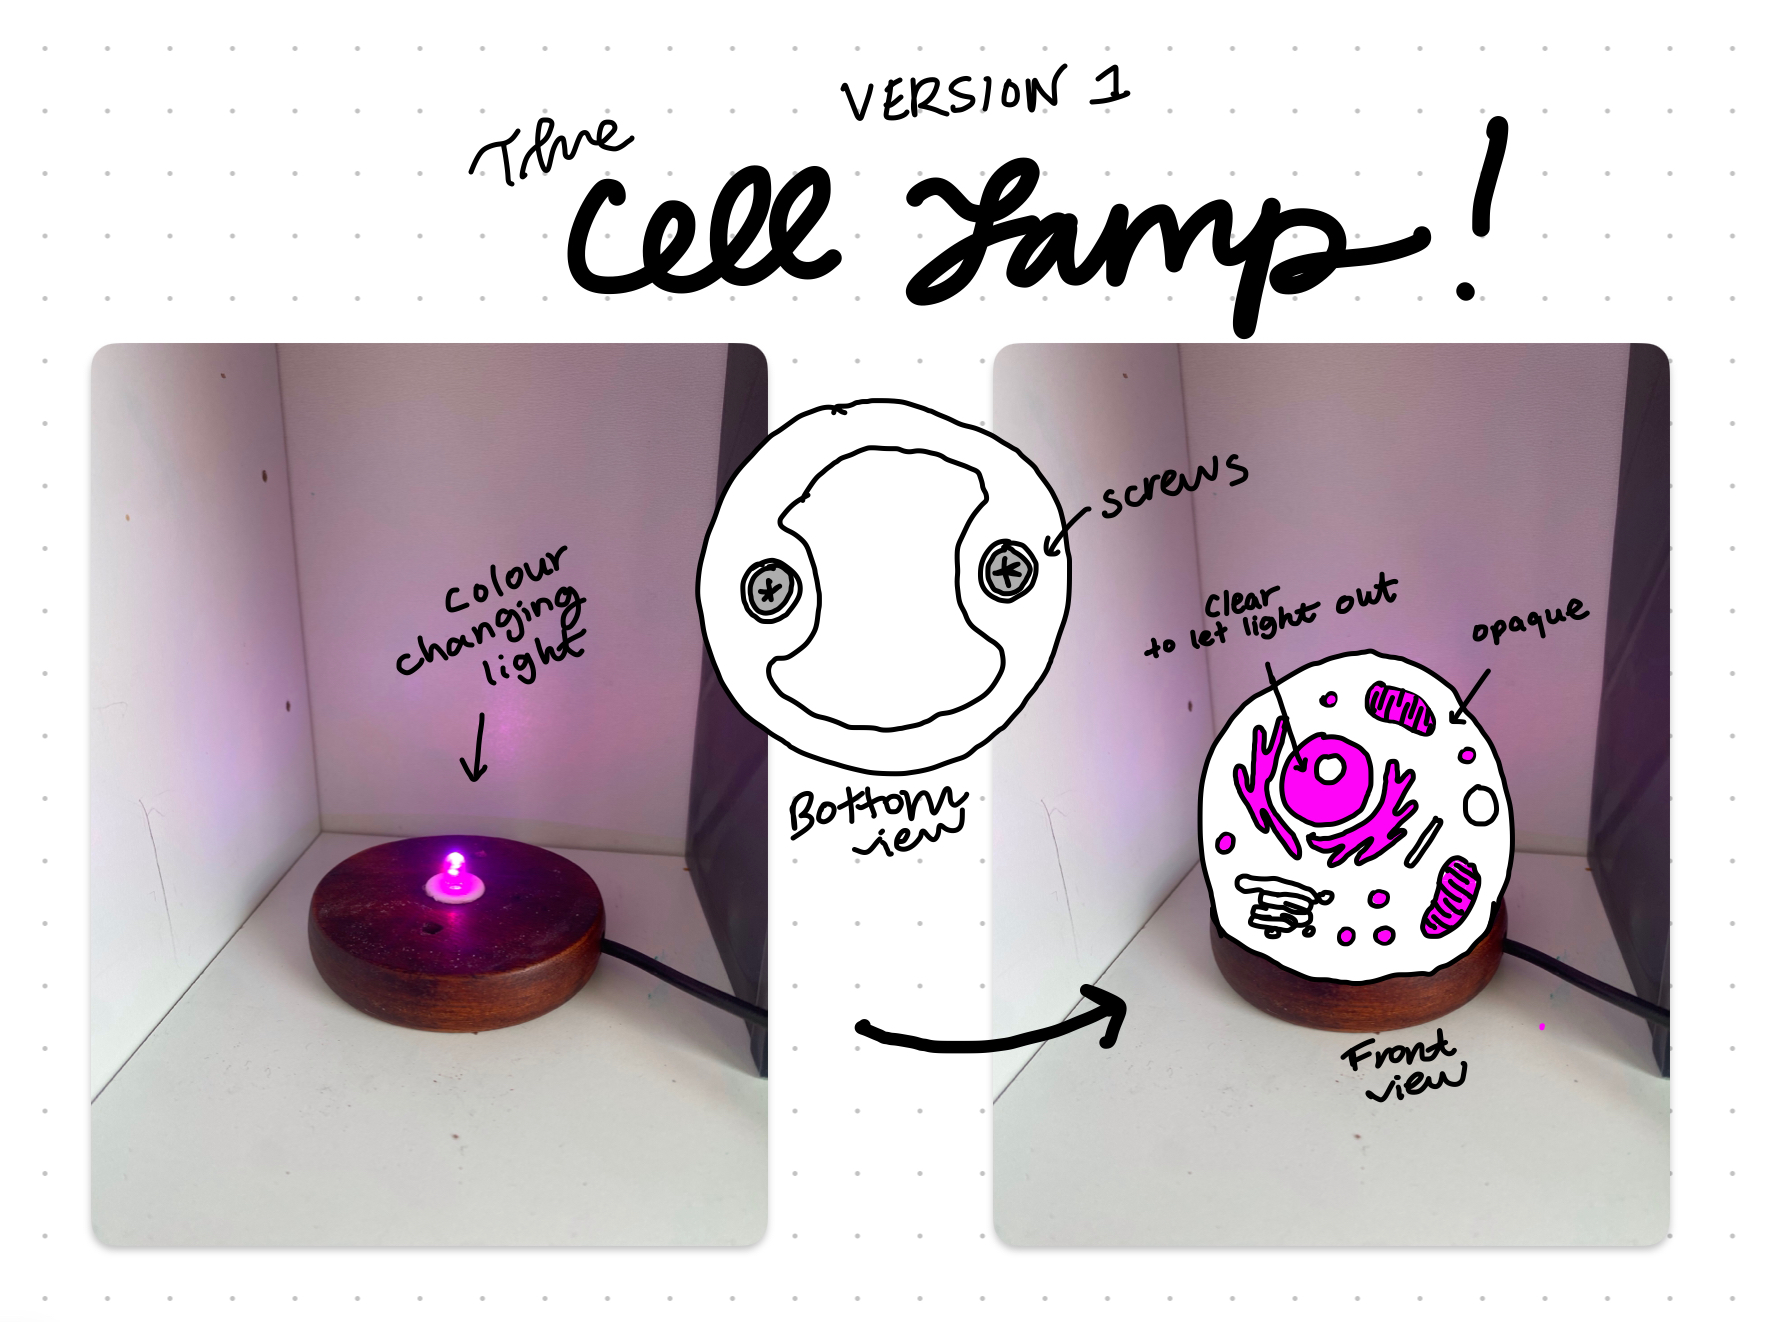 VERSION 1
The
Cell Lamp!
colour
changing
light
screws
Bottom
view
clear
to let light out
opaque
Front
view